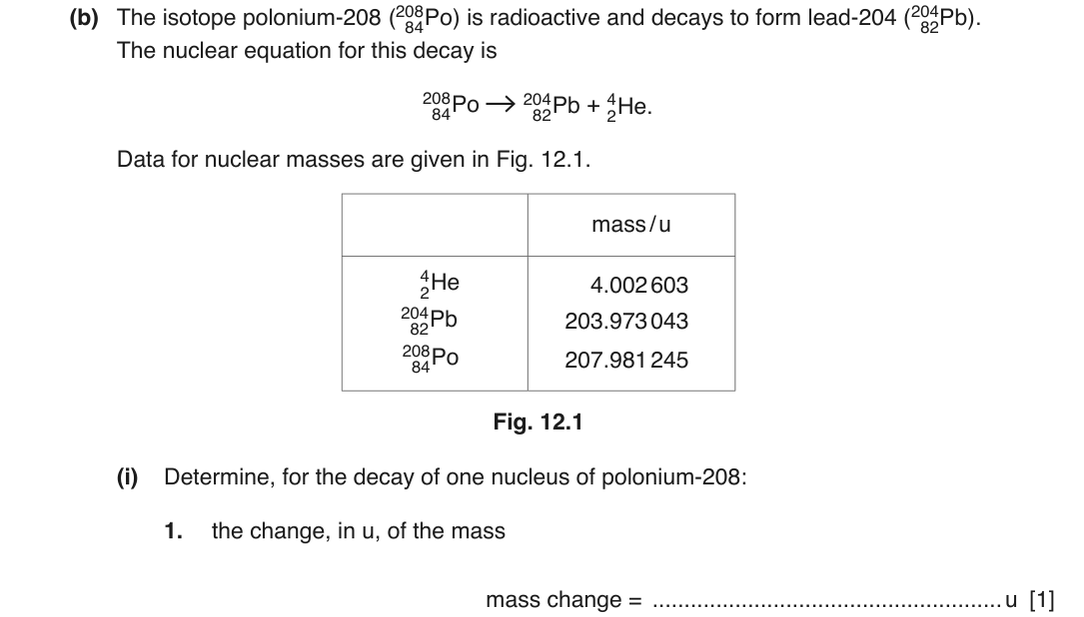 (b) The isotope polonium-208 (²⁰⁸₈₄Po) is radioactive and decays to form lead-204 (²⁰⁴₈₂Pb).
The nuclear equation for this decay is
²⁰⁸₈₄Po → ²⁰⁴₈₂Pb + ⁴₂He.
Data for nuclear masses are given in Fig. 12.1.
mass/u
⁴₂He 4.002 603
²⁰⁴₈₂Pb 203.973 043
²⁰⁸₈₄Po 207.981 245
Fig. 12.1
(i) Determine, for the decay of one nucleus of polonium-208:
1. the change, in u, of the mass
mass change = ...................................................... u [1]